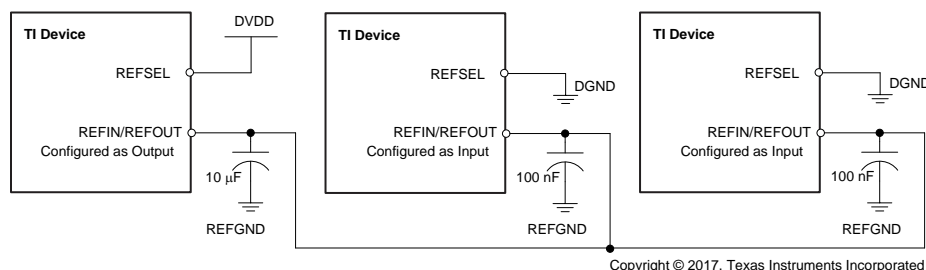 TI Device
DVDD
REFSEL
REFIN/REFOUT
Configured as Output
10 μF
REFGND
TI Device
REFSEL
DGND
REFIN/REFOUT
Configured as Input
100 nF
REFGND
TI Device
REFSEL
DGND
REFIN/REFOUT
Configured as Input
100 nF
REFGND
Copyright © 2017, Texas Instruments Incorporated